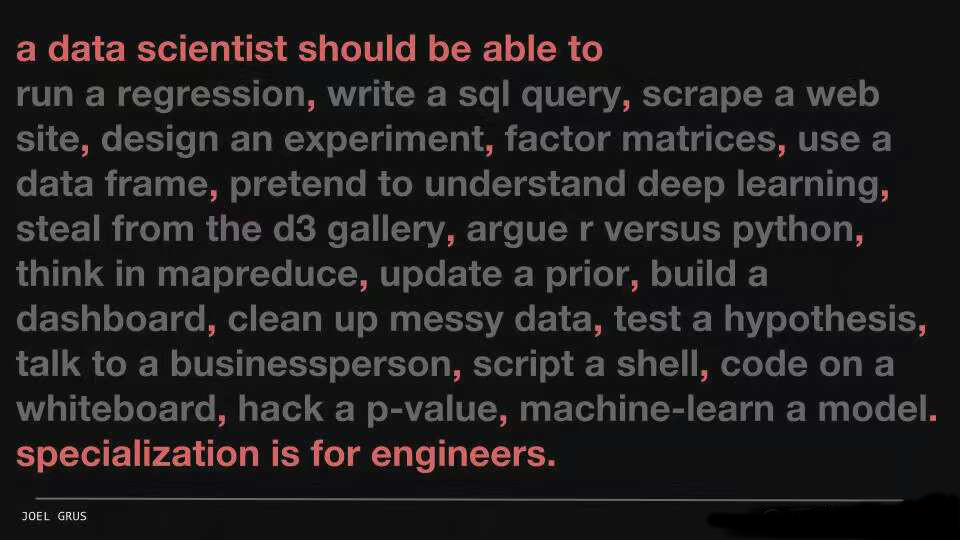 a data scientist should be able to
run a regression, write a sql query, scrape a web
site, design an experiment, factor matrices, use a
data frame, pretend to understand deep learning,
steal from the d3 gallery, argue r versus python,
think in mapreduce, update a prior, build a
dashboard, clean up messy data, test a hypothesis,
talk to a businessperson, script a shell, code on a
whiteboard, hack a p-value, machine-learn a model.
specialization is for engineers.
JOEL GRUS